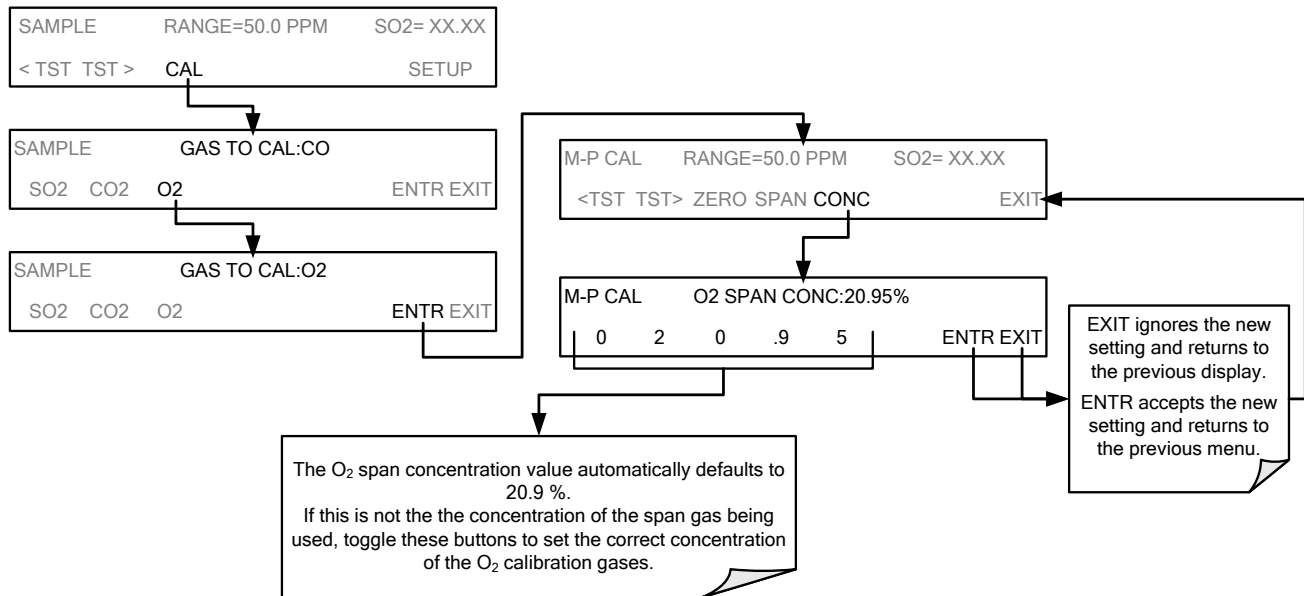 SAMPLE RANGE=50.0 PPM SO2= XX.XX
< TST TST > CAL SETUP
SAMPLE GAS TO CAL:CO
SO2 CO2 O2 ENTR EXIT
SAMPLE GAS TO CAL:O2
SO2 CO2 O2 ENTR EXIT
M-P CAL RANGE=50.0 PPM SO2= XX.XX
<TST TST> ZERO SPAN CONC EXIT
M-P CAL O2 SPAN CONC:20.95%
0 2 0 .9 5 ENTR EXIT
EXIT ignores the new
setting and returns to
the previous display.
ENTR accepts the new
setting and returns to
the previous menu.
The O₂ span concentration value automatically defaults to
20.9 %.
If this is not the the concentration of the span gas being
used, toggle these buttons to set the correct concentration
of the O₂ calibration gases.